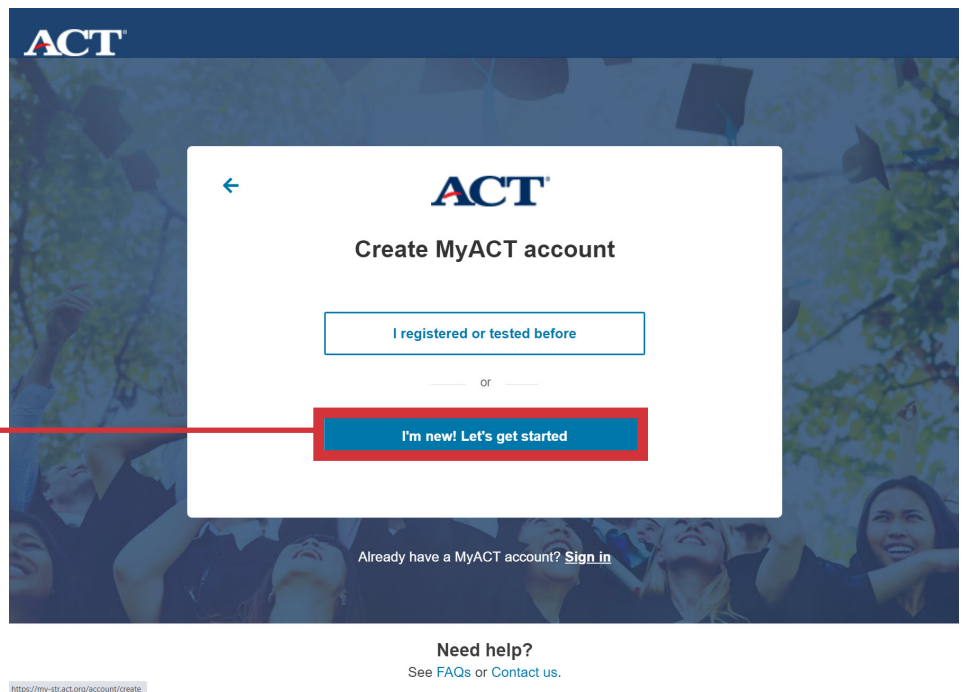 ACT
ACT
Create MyACT account
I registered or tested before
or
I'm new! Let's get started
Already have a MyACT account? Sign in
Need help?
See FAQs or Contact us.
https://my-str.act.org/account/create